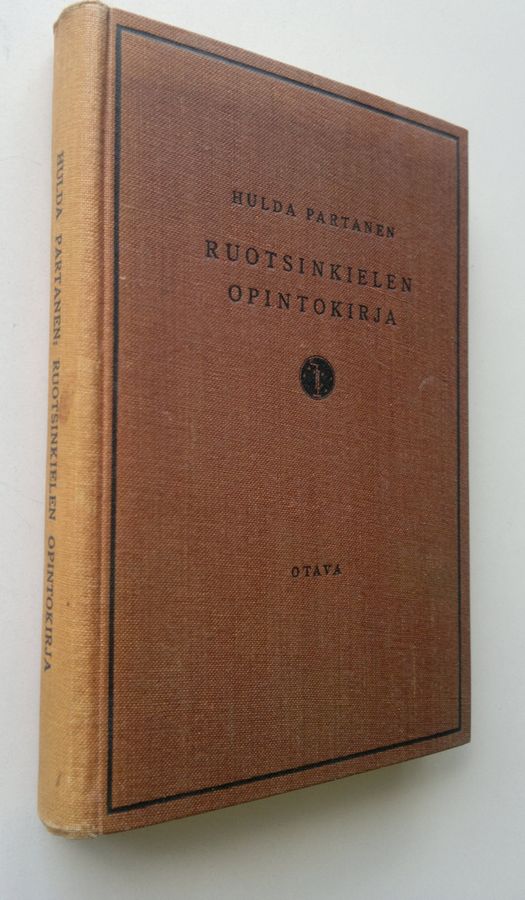 HULDA PARTANEN
RUOTSINKIELEN
OPINTOKIRJA
OTAVA
HULDA PARTANEN: RUOTSINKIELEN OPINTOKIRJA